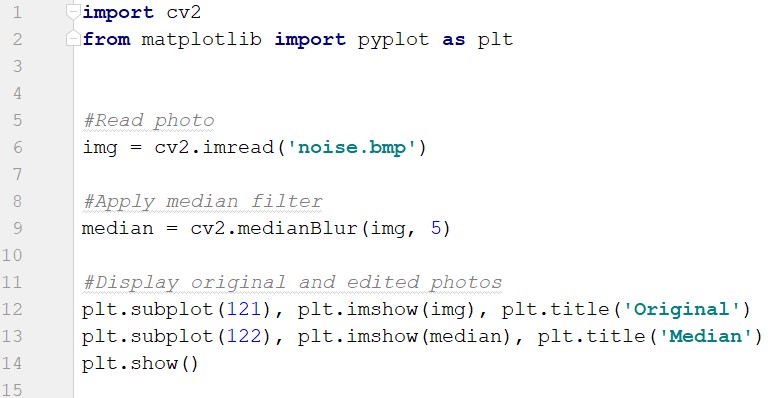 1 import cv2
2 from matplotlib import pyplot as plt
3
4
5 #Read photo
6 img = cv2.imread('noise.bmp')
7
8 #Apply median filter
9 median = cv2.medianBlur(img, 5)
10
11 #Display original and edited photos
12 plt.subplot(121), plt.imshow(img), plt.title('Original')
13 plt.subplot(122), plt.imshow(median), plt.title('Median')
14 plt.show()
15